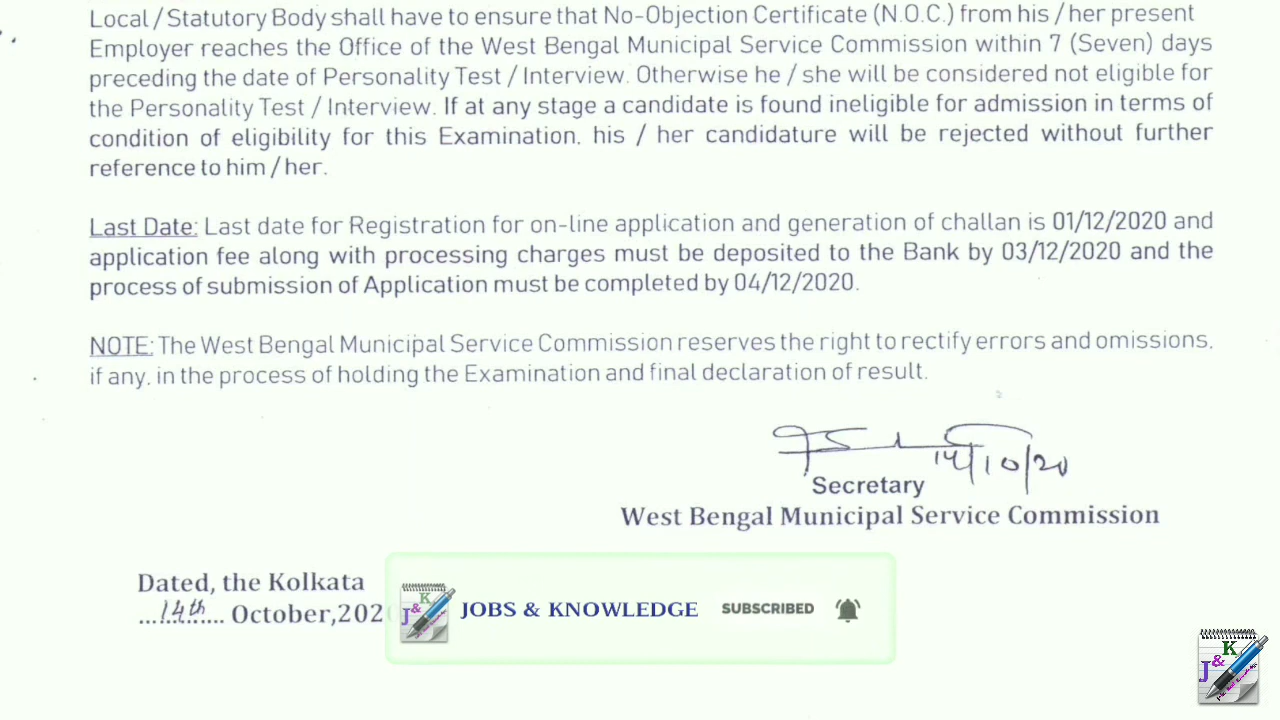 Local / Statutory Body shall have to ensure that No-Objection Certificate (N.O.C.) from his / her present
Employer reaches the Office of the West Bengal Municipal Service Commission within 7 (Seven) days
preceding the date of Personality Test / Interview. Otherwise he / she will be considered not eligible for
the Personality Test / Interview. If at any stage a candidate is found ineligible for admission in terms of
condition of eligibility for this Examination, his / her candidature will be rejected without further
reference to him / her.
Last Date: Last date for Registration for on-line application and generation of challan is 01/12/2020 and
application fee along with processing charges must be deposited to the Bank by 03/12/2020 and the
process of submission of Application must be completed by 04/12/2020.
NOTE: The West Bengal Municipal Service Commission reserves the right to rectify errors and omissions,
if any, in the process of holding the Examination and final declaration of result.
14/10/20
Secretary
West Bengal Municipal Service Commission
Dated, the Kolkata
...14th... October,202
J&K JOBS & KNOWLEDGE SUBSCRIBED
J&K